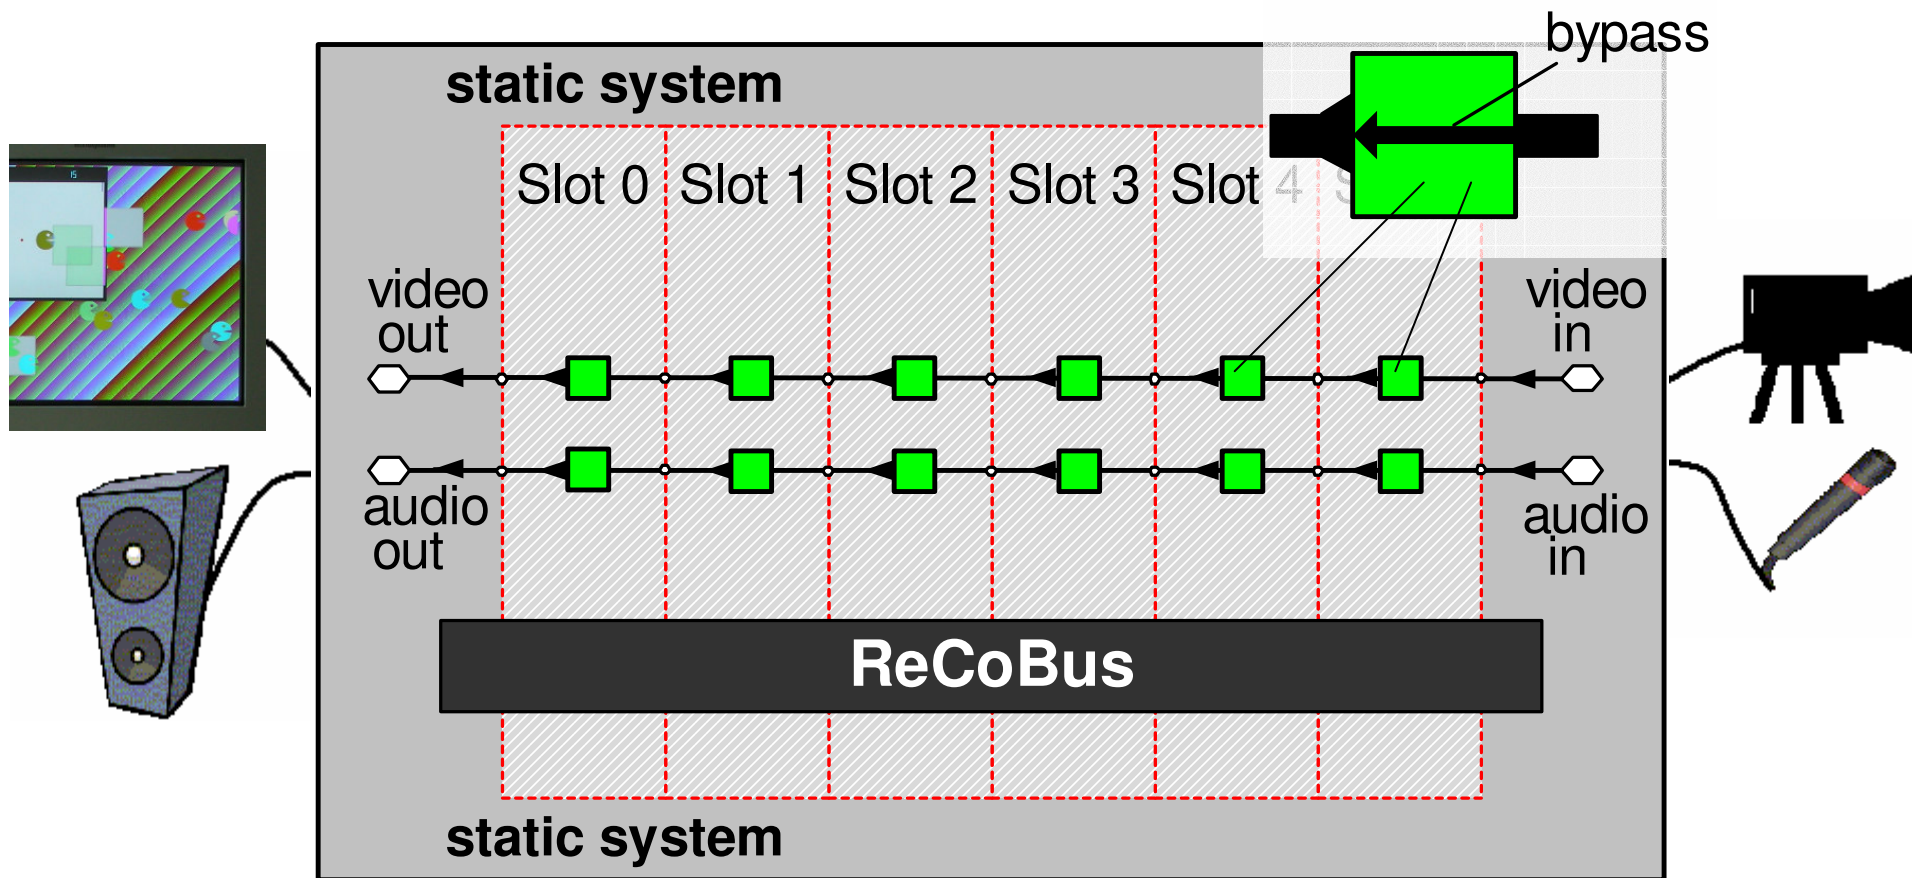 bypass
static system
Slot 0 Slot 1 Slot 2 Slot 3 Slot 4
15
video
out
video
in
audio
out
audio
in
ReCoBus
static system